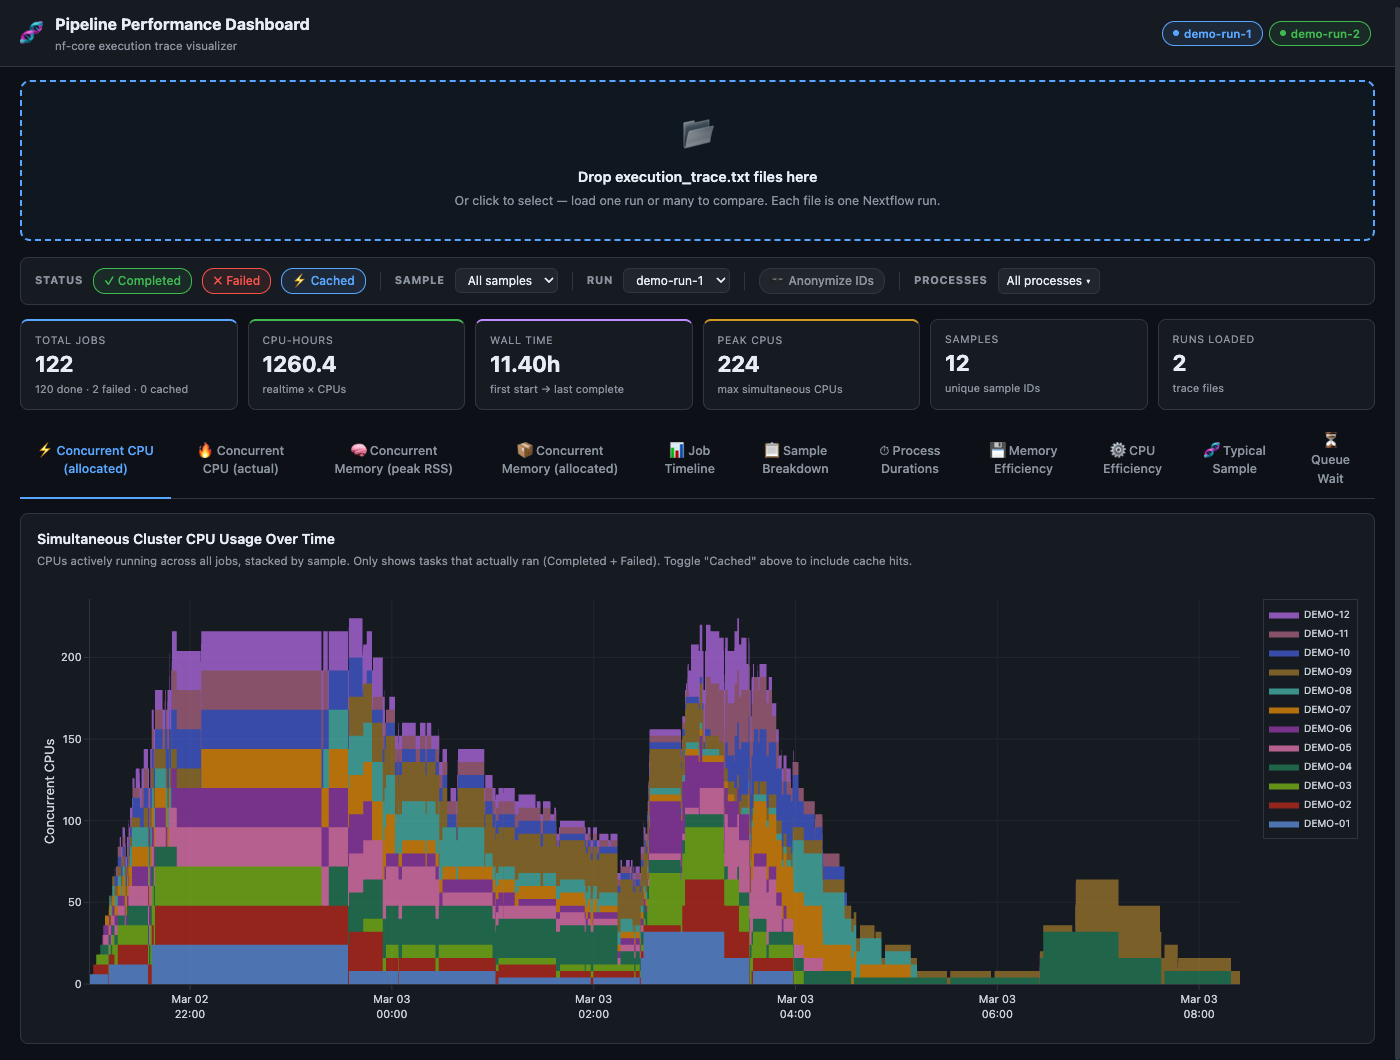 Pipeline Performance Dashboard
nf-core execution trace visualizer
demo-run-1
demo-run-2
Drop execution_trace.txt files here
Or click to select — load one run or many to compare. Each file is one Nextflow run.
STATUS
✓ Completed
✕ Failed
⚡ Cached
SAMPLE
All samples
RUN
demo-run-1
Anonymize IDs
PROCESSES
All processes ▾
TOTAL JOBS
122
120 done · 2 failed · 0 cached
CPU-HOURS
1260.4
realtime × CPUs
WALL TIME
11.40h
first start → last complete
PEAK CPUS
224
max simultaneous CPUs
SAMPLES
12
unique sample IDs
RUNS LOADED
2
trace files
⚡ Concurrent CPU
(allocated)
🔥 Concurrent
CPU (actual)
🧠 Concurrent
Memory (peak RSS)
📦 Concurrent
Memory (allocated)
📊 Job
Timeline
📋 Sample
Breakdown
⏱ Process
Durations
💾 Memory
Efficiency
⚙️ CPU
Efficiency
🧬 Typical
Sample
⏳
Queue
Wait
Simultaneous Cluster CPU Usage Over Time
CPUs actively running across all jobs, stacked by sample. Only shows tasks that actually ran (Completed + Failed). Toggle "Cached" above to include cache hits.
Concurrent CPUs
200
150
100
50
0
Mar 02
22:00
Mar 03
00:00
Mar 03
02:00
Mar 03
04:00
Mar 03
06:00
Mar 03
08:00
DEMO-12
DEMO-11
DEMO-10
DEMO-09
DEMO-08
DEMO-07
DEMO-06
DEMO-05
DEMO-04
DEMO-03
DEMO-02
DEMO-01